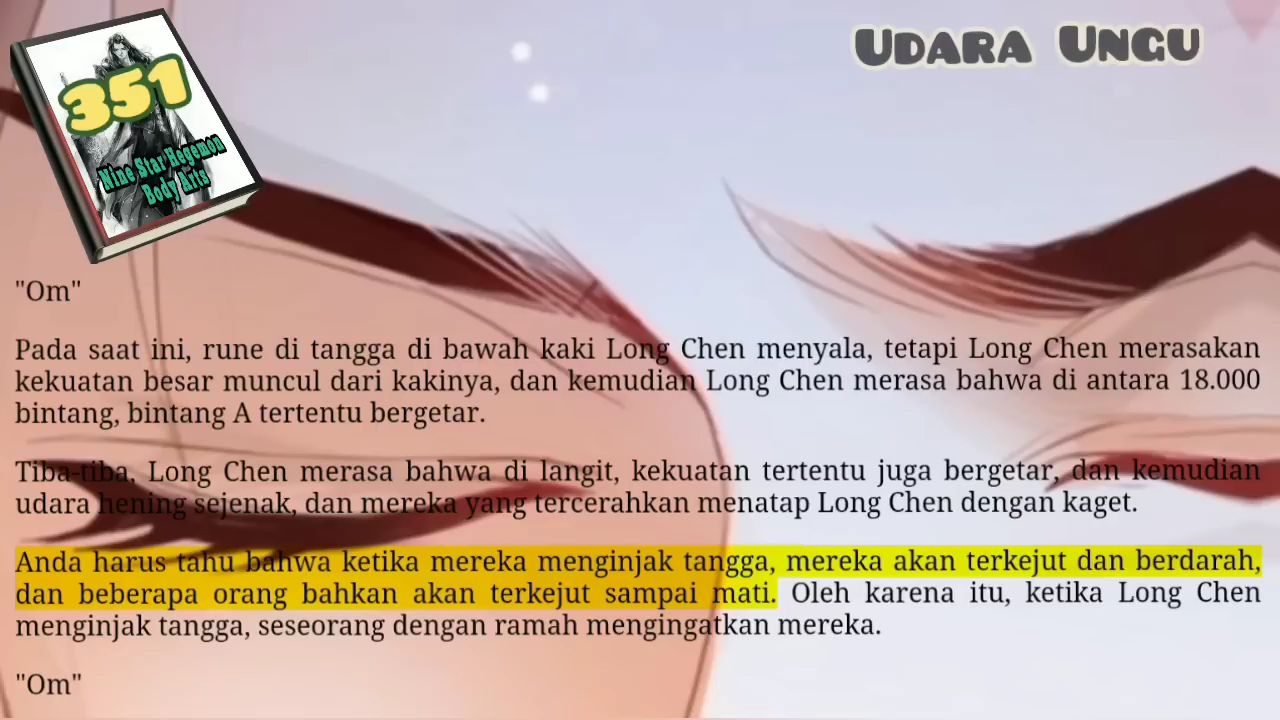 Udara Ungu
351
Nine Star Hegemon
Body Arts
"Om"
Pada saat ini, rune di tangga di bawah kaki Long Chen menyala, tetapi Long Chen merasakan
kekuatan besar muncul dari kakinya, dan kemudian Long Chen merasa bahwa di antara 18.000
bintang, bintang A tertentu bergetar.
Tiba-tiba, Long Chen merasa bahwa di langit, kekuatan tertentu juga bergetar, dan kemudian
udara hening sejenak, dan mereka yang tercerahkan menatap Long Chen dengan kaget.
Anda harus tahu bahwa ketika mereka menginjak tangga, mereka akan terkejut dan berdarah,
dan beberapa orang bahkan akan terkejut sampai mati. Oleh karena itu, ketika Long Chen
menginjak tangga, seseorang dengan ramah mengingatkan mereka.
"Om"